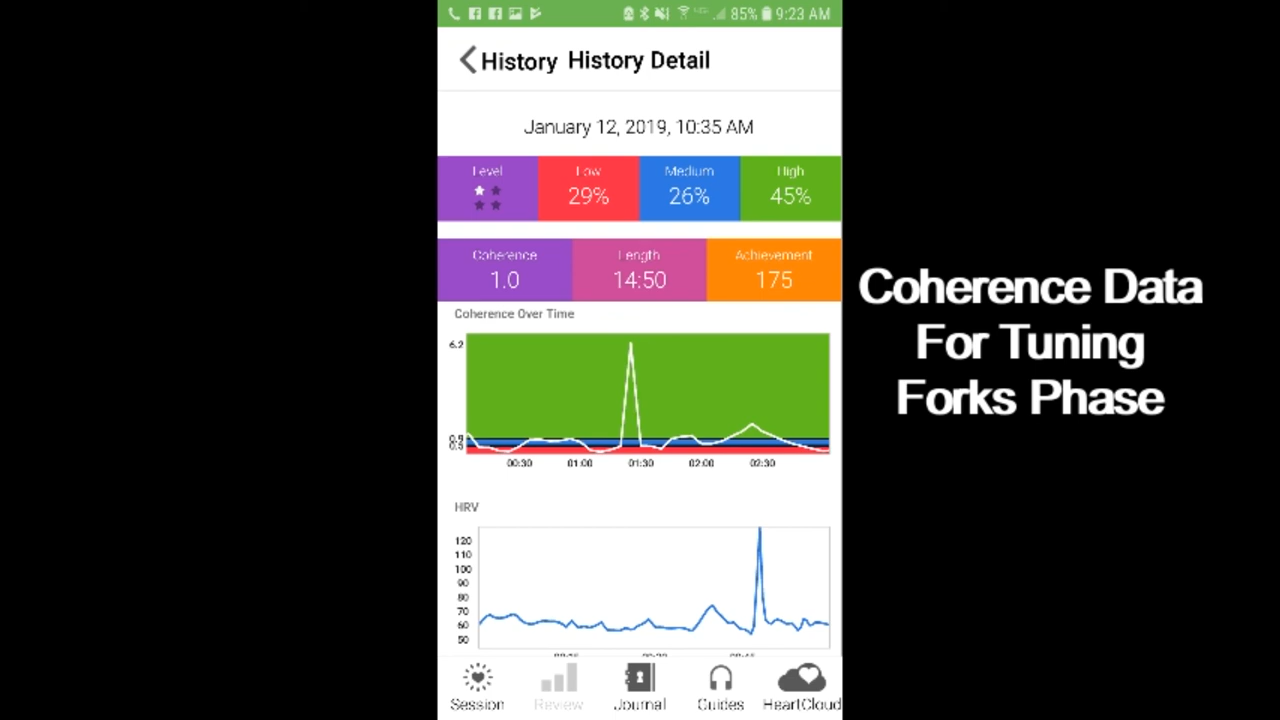 85% 9:23 AM
History History Detail
January 12, 2019, 10:35 AM
Level Low Medium High
29% 26% 45%
Coherence Length Achievement
1.0 14:50 175
Coherence Over Time
6.2
0.9
00:30 01:00 01:30 02:00 02:30
HRV
120
110
100
90
80
70
60
50
Session Review Journal Guides HeartCloud
Coherence Data
For Tuning
Forks Phase